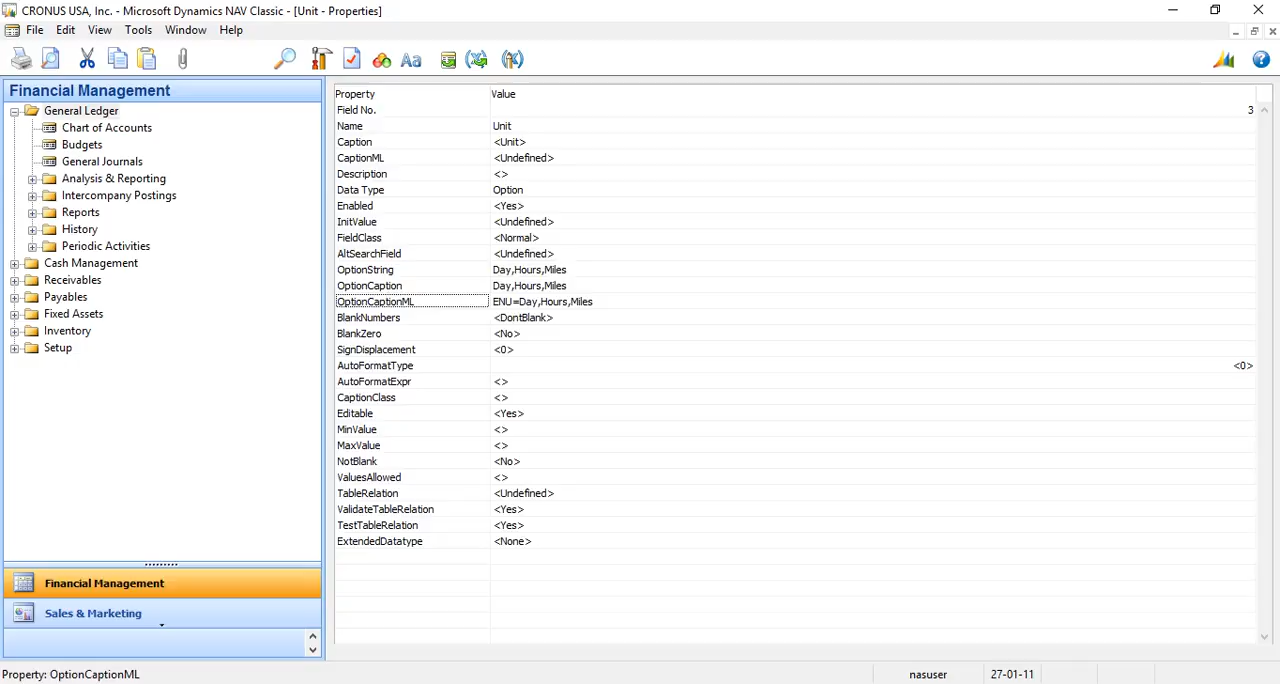 CRONUS USA, Inc. - Microsoft Dynamics NAV Classic - [Unit - Properties]
File Edit View Tools Window Help
Aa
Financial Management
General Ledger
Chart of Accounts
Budgets
General Journals
Analysis & Reporting
Intercompany Postings
Reports
History
Periodic Activities
Cash Management
Receivables
Payables
Fixed Assets
Inventory
Setup
Financial Management
Sales & Marketing
Property Value
Field No. 3
Name Unit
Caption <Unit>
CaptionML <Undefined>
Description <>
Data Type Option
Enabled <Yes>
InitValue <Undefined>
FieldClass <Normal>
AltSearchField <Undefined>
OptionString Day,Hours,Miles
OptionCaption Day,Hours,Miles
OptionCaptionML ENU=Day,Hours,Miles
BlankNumbers <DontBlank>
BlankZero <No>
SignDisplacement <0>
AutoFormatType <0>
AutoFormatExpr <>
CaptionClass <>
Editable <Yes>
MinValue <>
MaxValue <>
NotBlank <No>
ValuesAllowed <>
TableRelation <Undefined>
ValidateTableRelation <Yes>
TestTableRelation <Yes>
ExtendedDatatype <None>
Property: OptionCaptionML nasuser 27-01-11